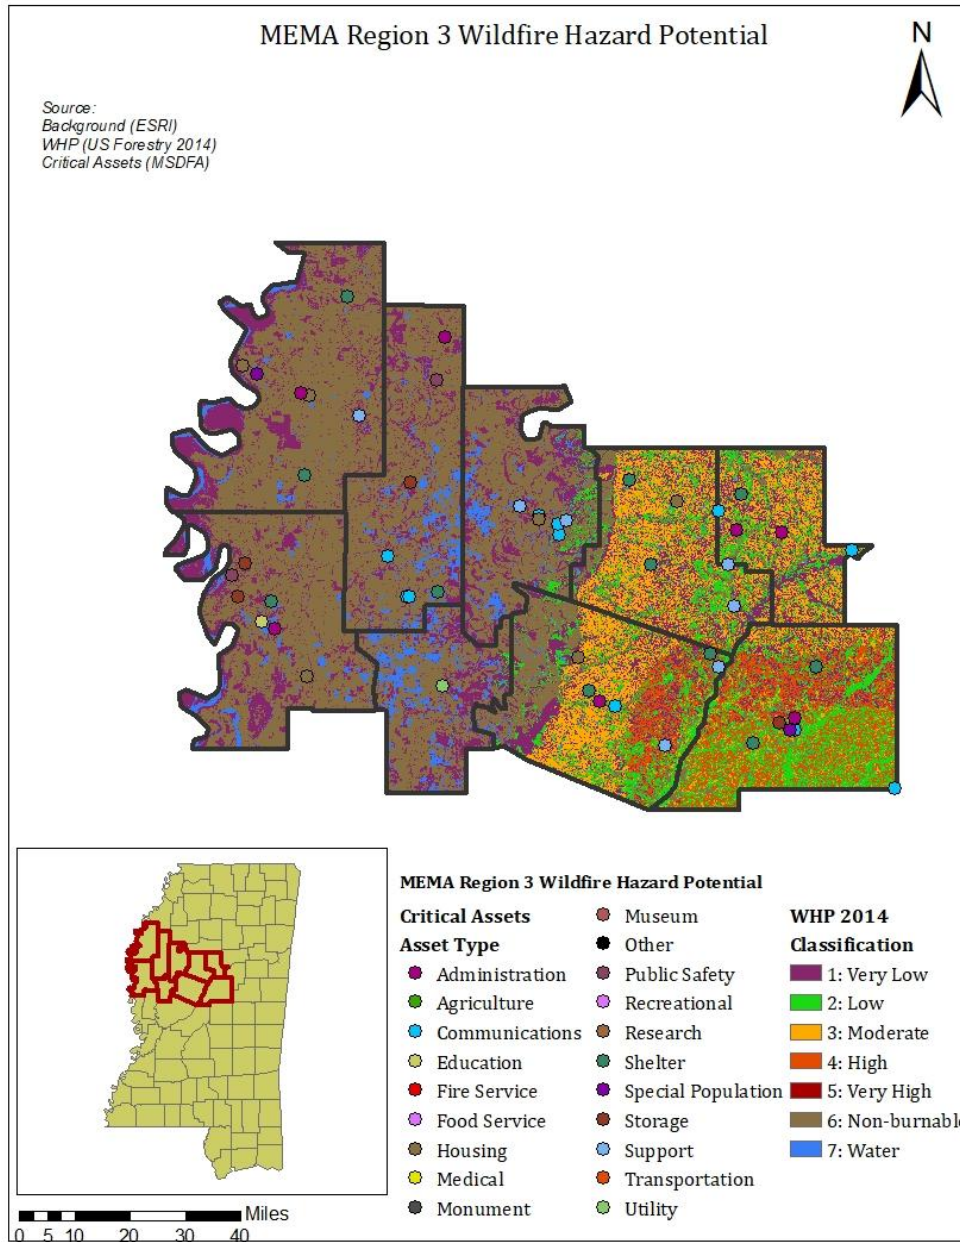 MEMA Region 3 Wildfire Hazard Potential
N
Source:
Background (ESRI)
WHP (US Forestry 2014)
Critical Assets (MSDFA)
MEMA Region 3 Wildfire Hazard Potential
Critical Assets
Asset Type
Administration
Agriculture
Communications
Education
Fire Service
Food Service
Housing
Medical
Monument
Museum
Other
Public Safety
Recreational
Research
Shelter
Special Population
Storage
Support
Transportation
Utility
WHP 2014
Classification
1: Very Low
2: Low
3: Moderate
4: High
5: Very High
6: Non-burnable
7: Water
Miles
0 5 10 20 30 40